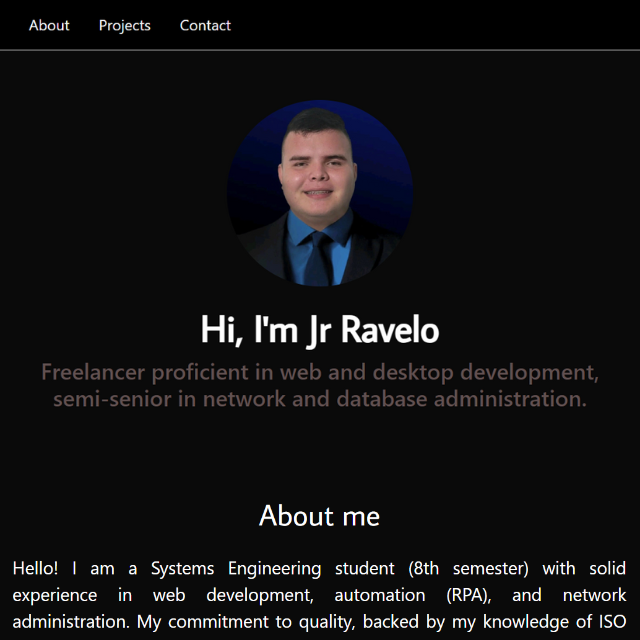 About Projects Contact
Hi, I'm Jr Ravelo
Freelancer proficient in web and desktop development,
semi-senior in network and database administration.
About me
Hello! I am a Systems Engineering student (8th semester) with solid
experience in web development, automation (RPA), and network
administration. My commitment to quality, backed by my knowledge of ISO